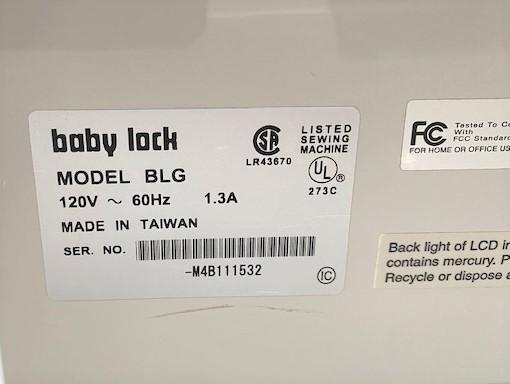 baby lock
MODEL BLG
120V ~ 60Hz 1.3A
MADE IN TAIWAN
SER. NO.
-M4B111532
SA
LR43670
LISTED
SEWING
MACHINE
UL ®
273C
IC
FC
Tested To
With
FCC Standar
FOR HOME OR OFFICE US
Back light of LCD
contains mercury. P
Recycle or dispose